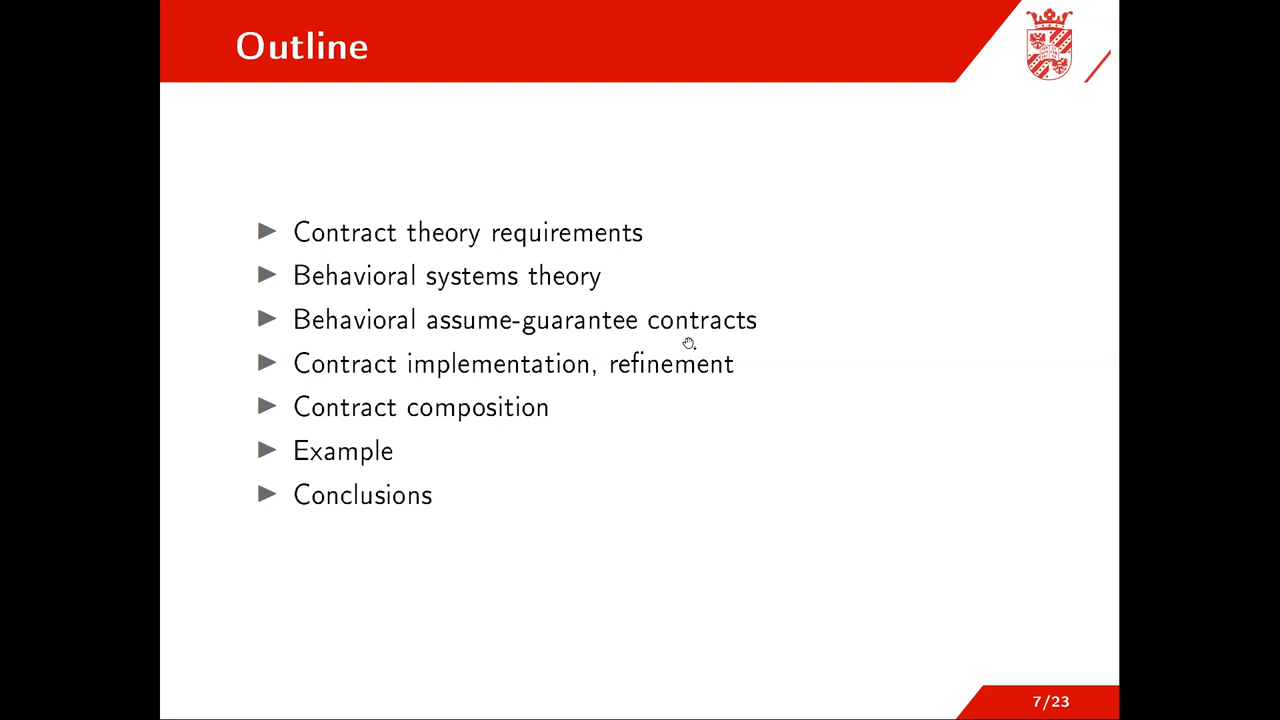 Outline
Contract theory requirements
Behavioral systems theory
Behavioral assume-guarantee contracts
Contract implementation, refinement
Contract composition
Example
Conclusions
7/23